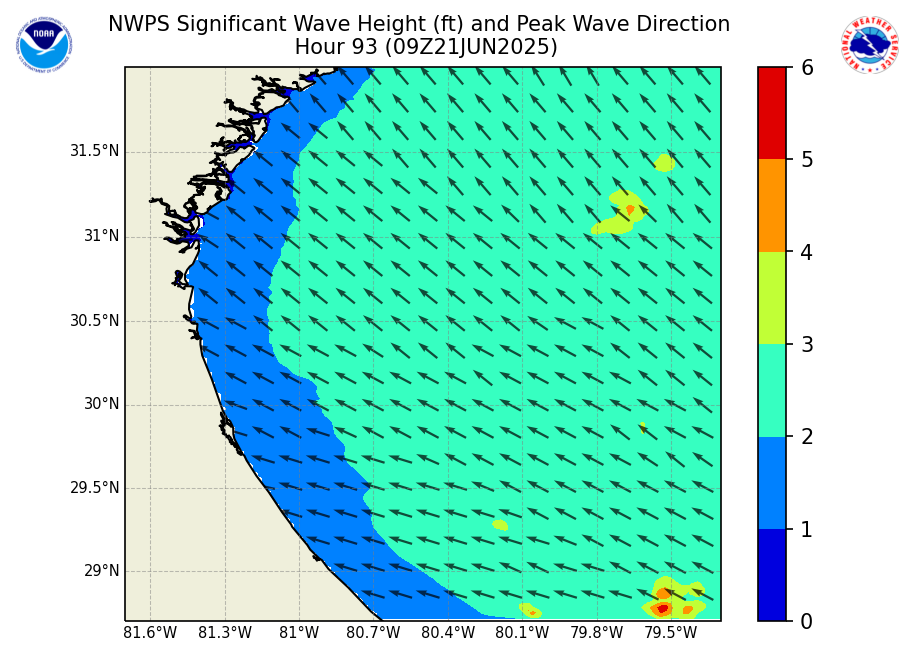 NWPS Significant Wave Height (ft) and Peak Wave Direction
Hour 93 (09Z21JUN2025)
NOAA
NATIONAL WEATHER SERVICE
31.5°N
31°N
30.5°N
30°N
29.5°N
29°N
81.6°W 81.3°W 81°W 80.7°W 80.4°W 80.1°W 79.8°W 79.5°W
6
5
4
3
2
1
0